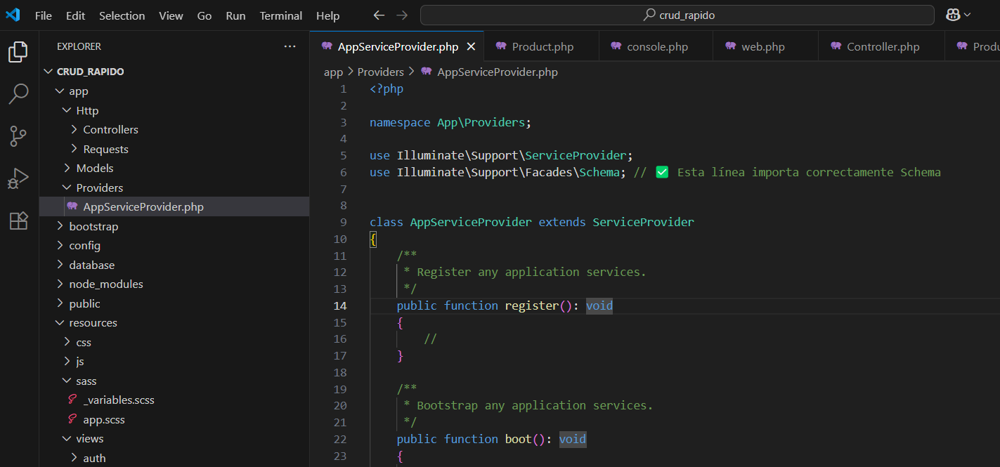 File Edit Selection View Go Run Terminal Help
crud_rapido
EXPLORER
CRUD_RAPIDO
app
Http
Controllers
Requests
Models
Providers
AppServiceProvider.php
bootstrap
config
database
node_modules
public
resources
css
js
sass
_variables.scss
app.scss
views
auth
AppServiceProvider.php Product.php console.php web.php Controller.php Produ
app > Providers > AppServiceProvider.php
1 <?php
2
3 namespace App\Providers;
4
5 use Illuminate\Support\ServiceProvider;
6 use Illuminate\Support\Facades\Schema; // ✅ Esta línea importa correctamente Schema
7
8
9 class AppServiceProvider extends ServiceProvider
10 {
11 /**
12 * Register any application services.
13 */
14 public function register(): void
15 {
16 //
17 }
18
19 /**
20 * Bootstrap any application services.
21 */
22 public function boot(): void
23 {